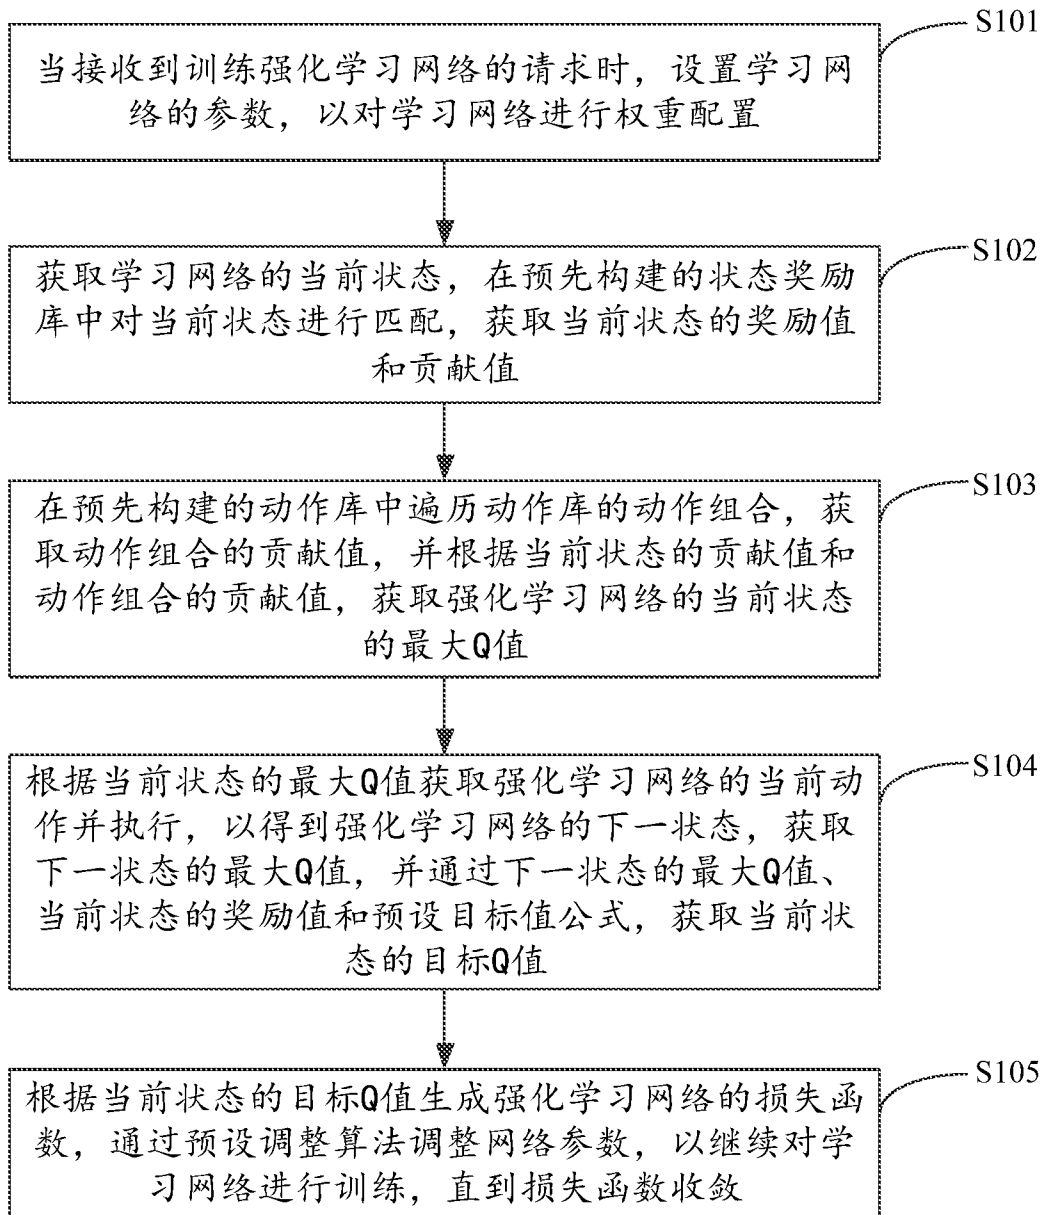 S101
当接收到训练强化学习网络的请求时，设置学习网
络的参数，以对学习网络进行权重配置
S102
获取学习网络的当前状态，在预先构建的状态奖励
库中对当前状态进行匹配，获取当前状态的奖励值
和贡献值
S103
在预先构建的动作库中遍历动作库的动作组合，获
取动作组合的贡献值，并根据当前状态的贡献值和
动作组合的贡献值，获取强化学习网络的当前状态
的最大Q值
S104
根据当前状态的最大Q值获取强化学习网络的当前动
作并执行，以得到强化学习网络的下一状态，获取
下一状态的最大Q值，并通过下一状态的最大Q值、
当前状态的奖励值和预设目标值公式，获取当前状
态的目标Q值
S105
根据当前状态的目标Q值生成强化学习网络的损失函
数，通过预设调整算法调整网络参数，以继续对学
习网络进行训练，直到损失函数收敛